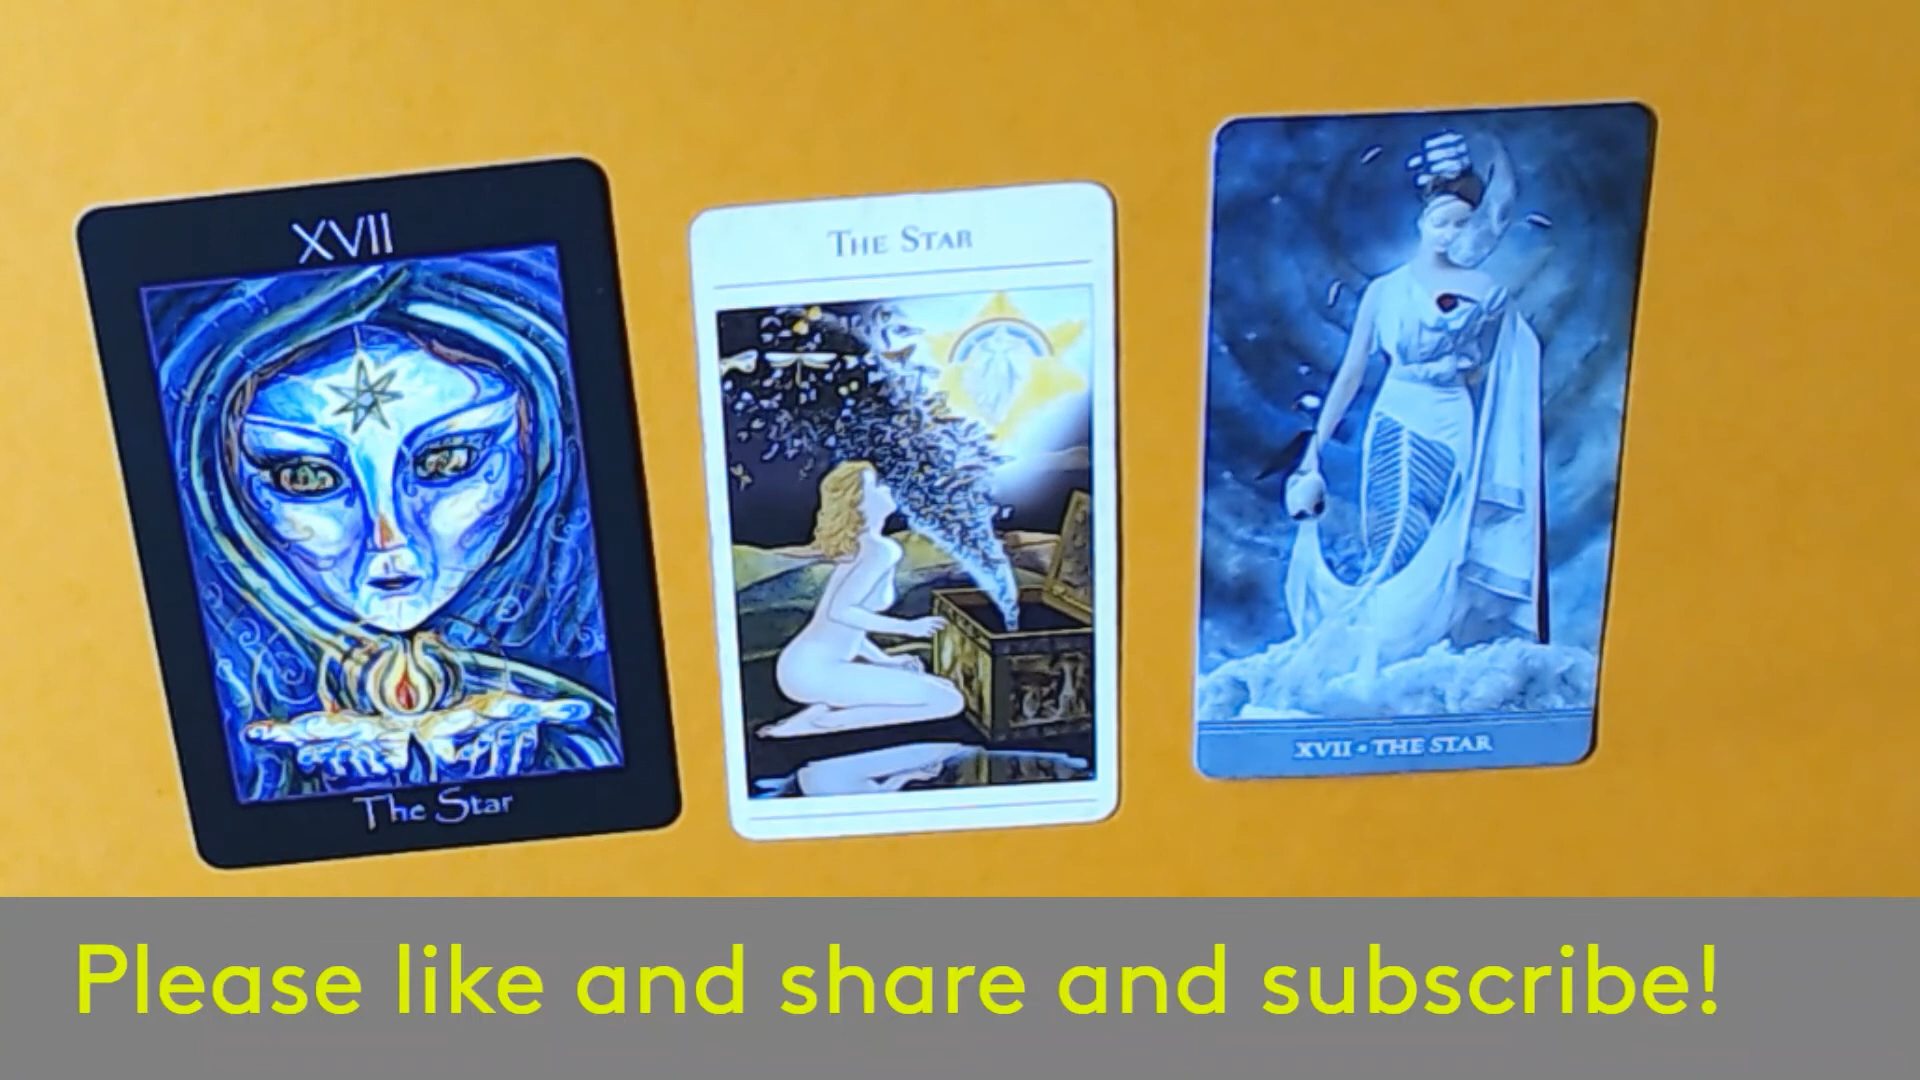 XVII
The Star
THE STAR
XVII • THE STAR
Please like and share and subscribe!